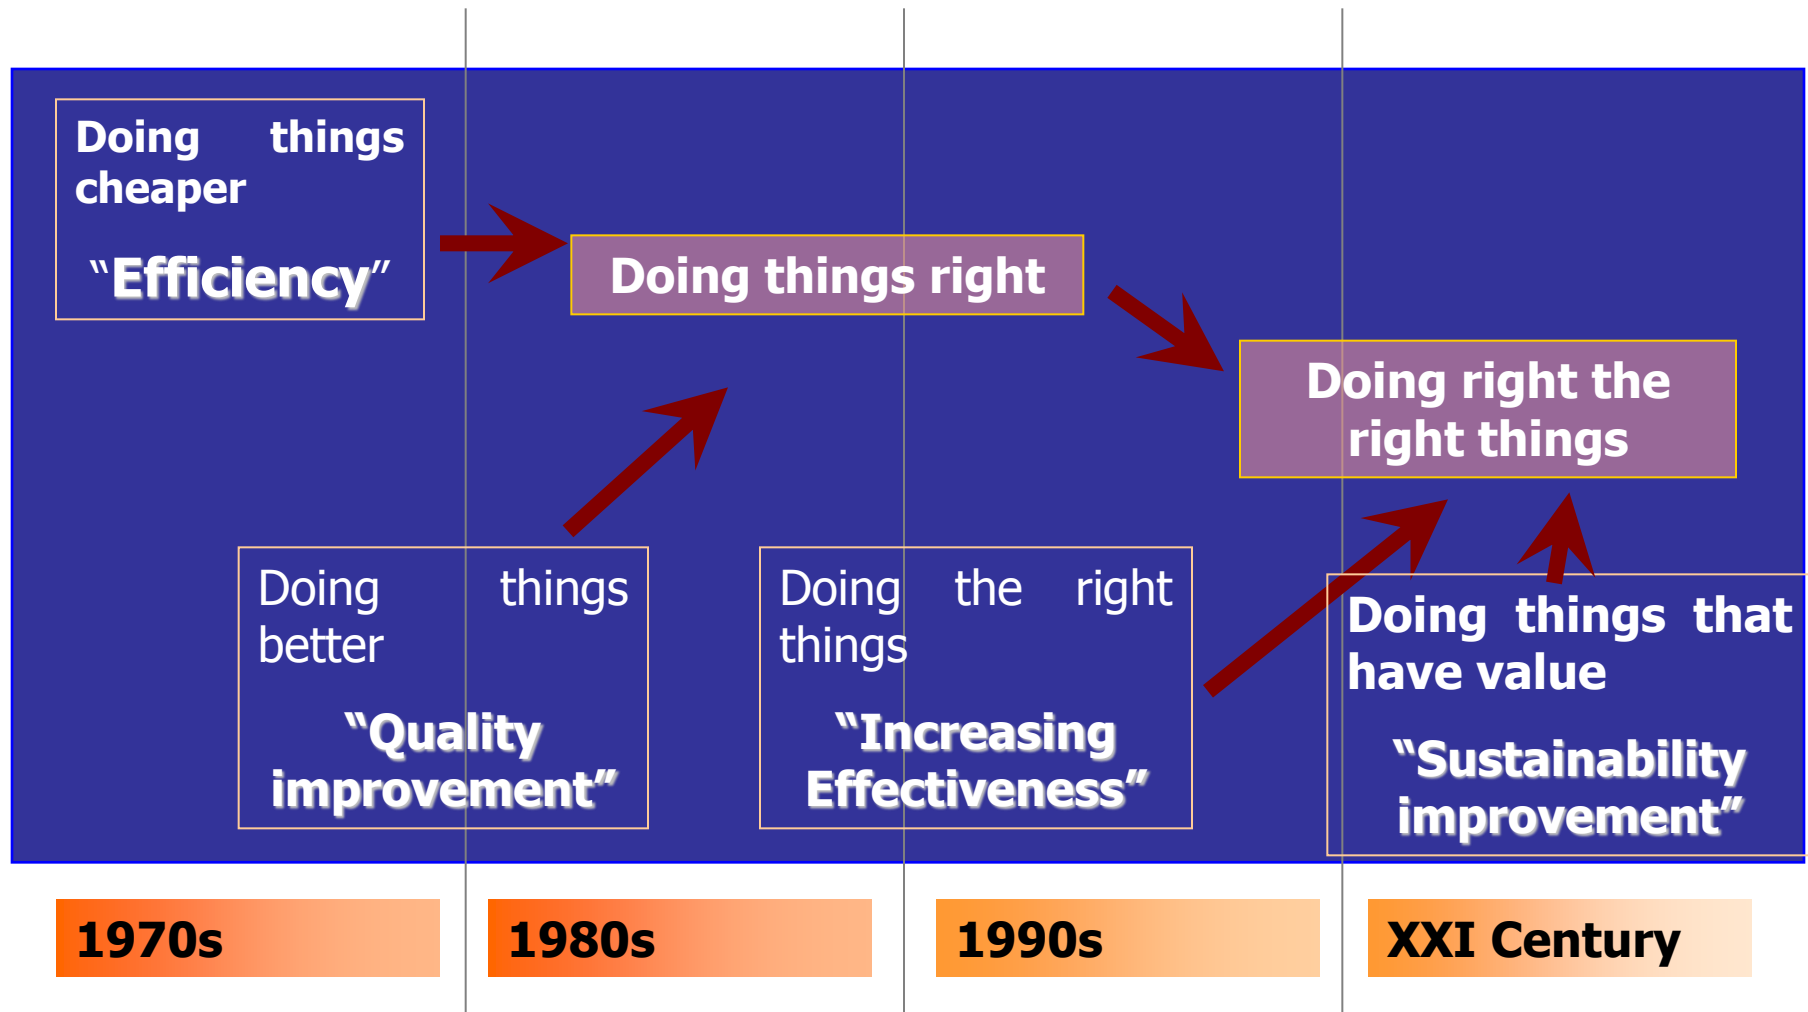 Doing things
cheaper
“Efficiency”
Doing things right
Doing right the
right things
Doing things
better
“Quality
improvement”
Doing the right
things
“Increasing
Effectiveness”
Doing things that
have value
“Sustainability
improvement”
1970s
1980s
1990s
XXI Century